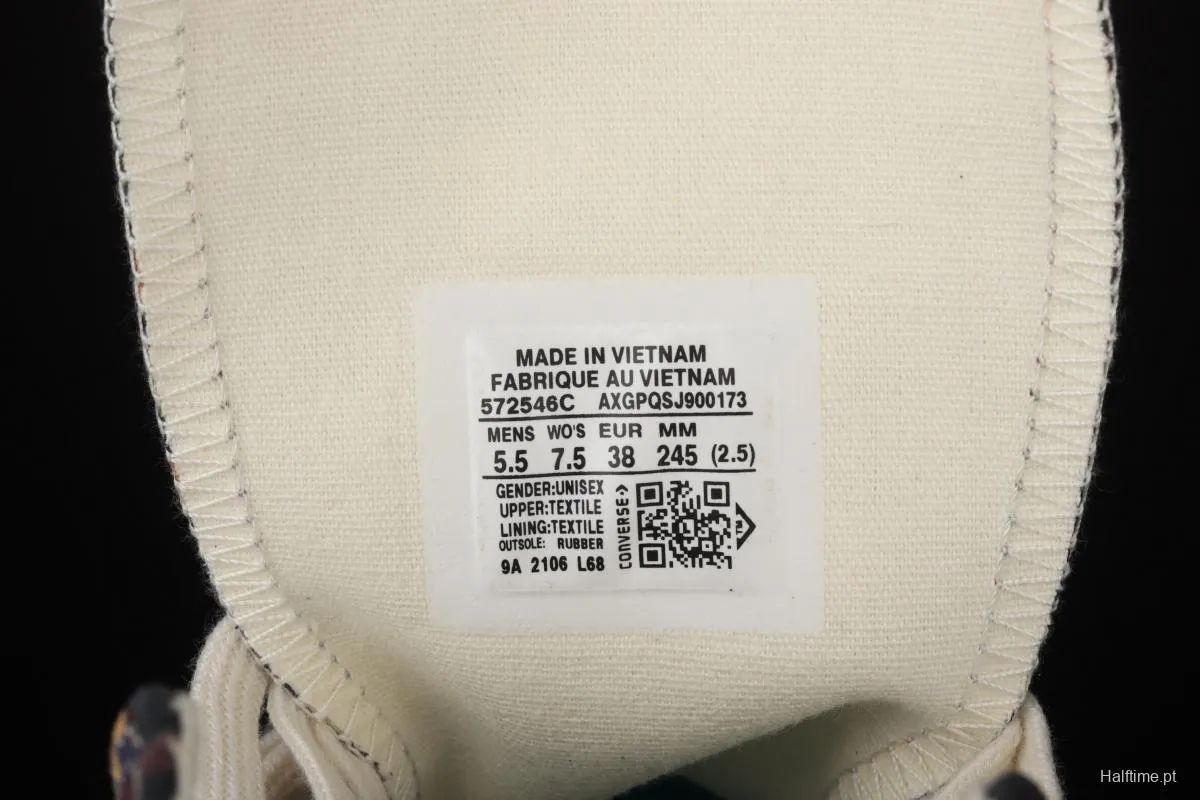 MADE IN VIETNAM
FABRIQUE AU VIETNAM
572546C AXGPQSJ900173
MENS WO'S EUR MM
5.5 7.5 38 245 (2.5)
GENDER:UNISEX
UPPER:TEXTILE
LINING:TEXTILE
OUTSOLE: RUBBER
9A 2106 L68
CONVERSE
TM
Halftime.pt